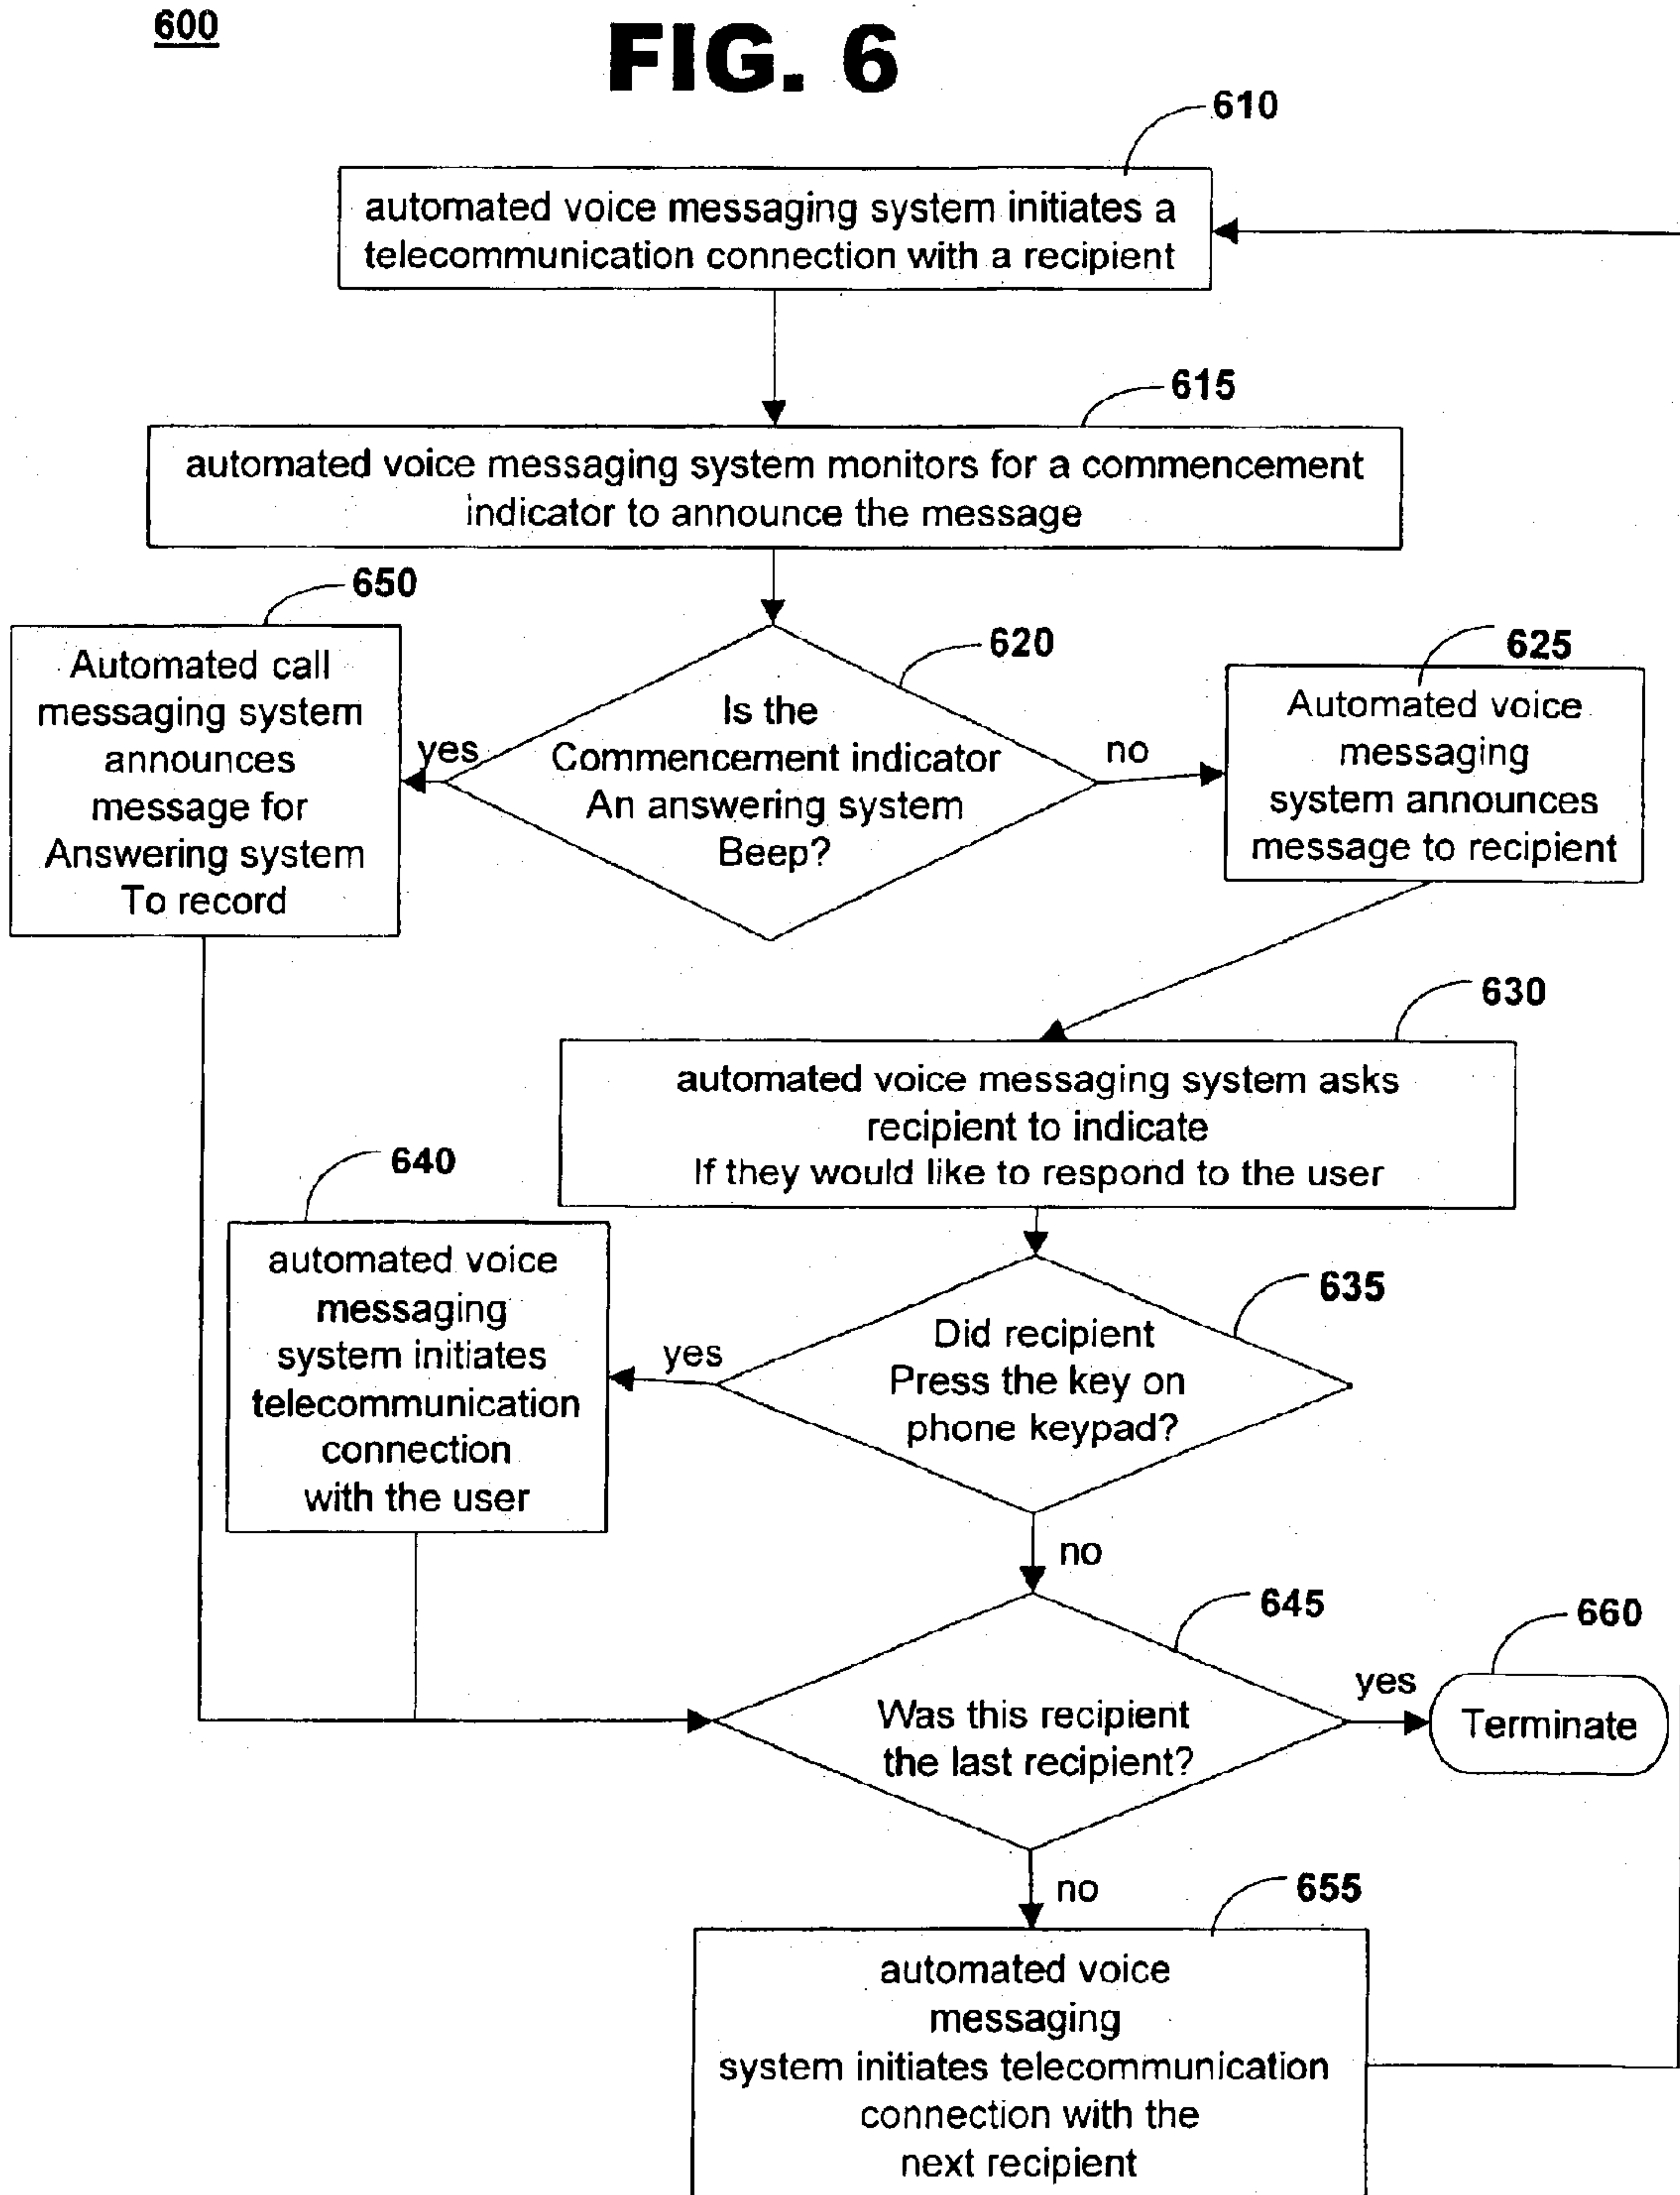 600
FIG. 6
610
automated voice messaging system initiates a
telecommunication connection with a recipient
615
automated voice messaging system monitors for a commencement
indicator to announce the message
650
Automated call
messaging system
announces
message for
Answering system
To record
yes
620
Is the
Commencement indicator
An answering system
Beep?
no
625
Automated voice
messaging
system announces
message to recipient
630
automated voice messaging system asks
recipient to indicate
If they would like to respond to the user
640
automated voice
messaging
system initiates
telecommunication
connection
with the user
yes
635
Did recipient
Press the key on
phone keypad?
no
645
Was this recipient
the last recipient?
yes
660
Terminate
no
655
automated voice
messaging
system initiates telecommunication
connection with the
next recipient